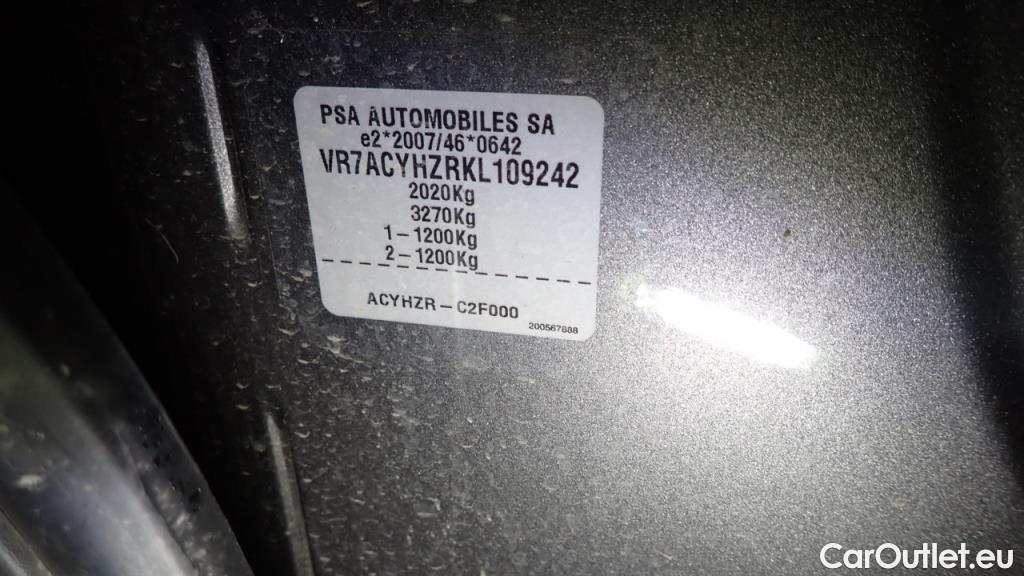 PSA AUTOMOBILES SA
e2*2007/46*0642
VR7ACYHZRKL109242
2020Kg
3270Kg
1-1200Kg
2-1200Kg
ACYHZR-C2F000
200567888
CarOutlet.eu